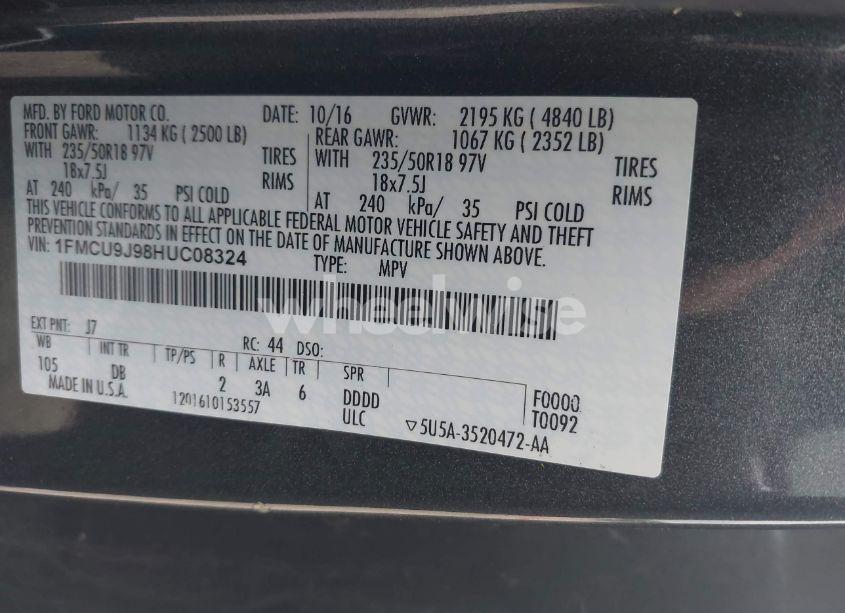 MFD. BY FORD MOTOR CO. DATE: 10/16 GVWR: 2195 KG ( 4840 LB)
FRONT GAWR: 1134 KG ( 2500 LB) REAR GAWR: 1067 KG ( 2352 LB)
WITH 235/50R18 97V TIRES WITH 235/50R18 97V TIRES
18x7.5J RIMS 18x7.5J RIMS
AT 240 kPa/ 35 PSI COLD AT 240 kPa/ 35 PSI COLD
THIS VEHICLE CONFORMS TO ALL APPLICABLE FEDERAL MOTOR VEHICLE SAFETY AND THEFT
PREVENTION STANDARDS IN EFFECT ON THE DATE OF MANUFACTURE SHOWN ABOVE.
VIN: 1FMCU9J98HUC08324 TYPE: MPV
wheelwise
EXT PNT: J7 RC: 44 DSO:
WB INT TR TP/PS R AXLE TR SPR
105 DB 2 3A 6 DDDD F0000
MADE IN U.S.A. 1201610153557 ULC T0092
▽5U5A-3520472-AA